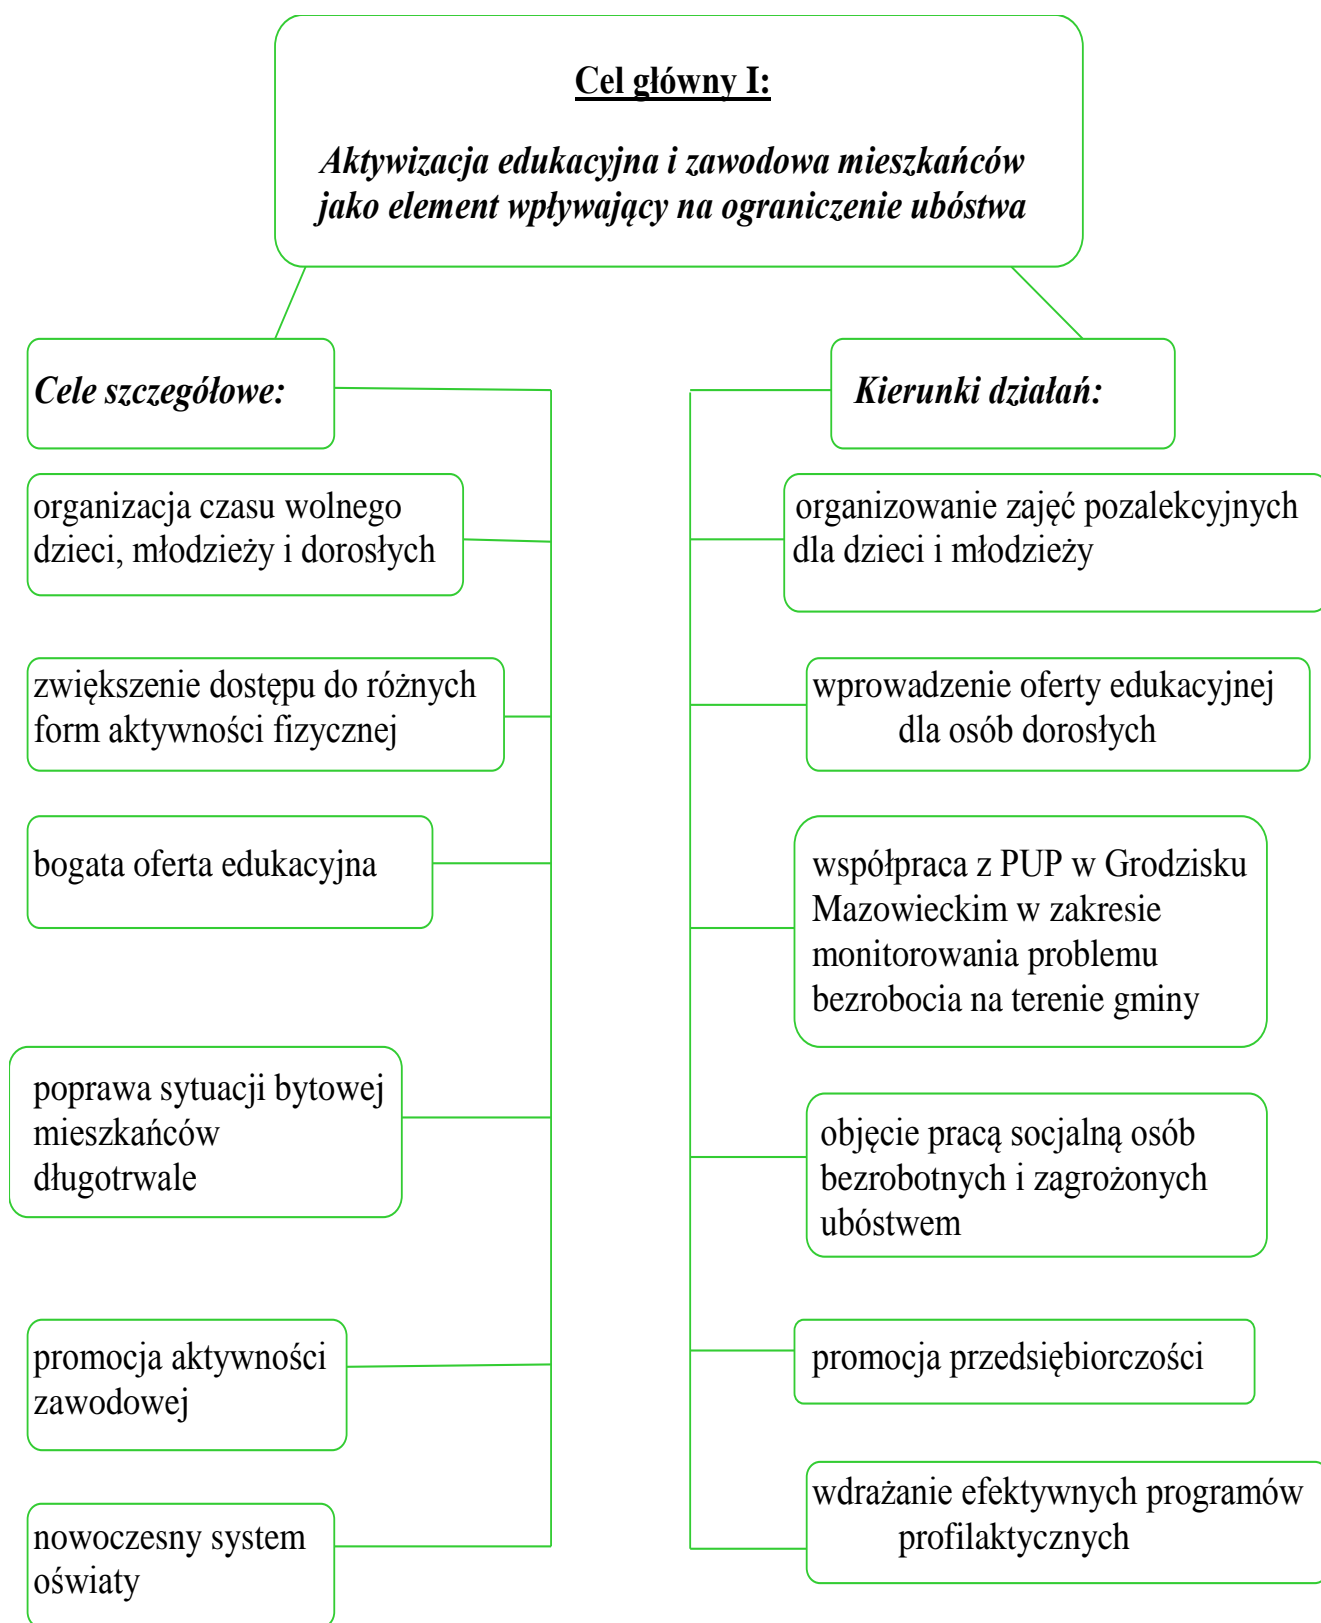 Cel główny I:
Aktywizacja edukacyjna i zawodowa mieszkańców
jako element wpływający na ograniczenie ubóstwa
Cele szczegółowe:
organizacja czasu wolnego
dzieci, młodzieży i dorosłych
zwiększenie dostępu do różnych
form aktywności fizycznej
bogata oferta edukacyjna
poprawa sytuacji bytowej
mieszkańców
długotrwale
promocja aktywności
zawodowej
nowoczesny system
oświaty
Kierunki działań:
organizowanie zajęć pozalekcyjnych
dla dzieci i młodzieży
wprowadzenie oferty edukacyjnej
dla osób dorosłych
współpraca z PUP w Grodzisku
Mazowieckim w zakresie
monitorowania problemu
bezrobocia na terenie gminy
objęcie pracą socjalną osób
bezrobotnych i zagrożonych
ubóstwem
promocja przedsiębiorczości
wdrażanie efektywnych programów
profilaktycznych